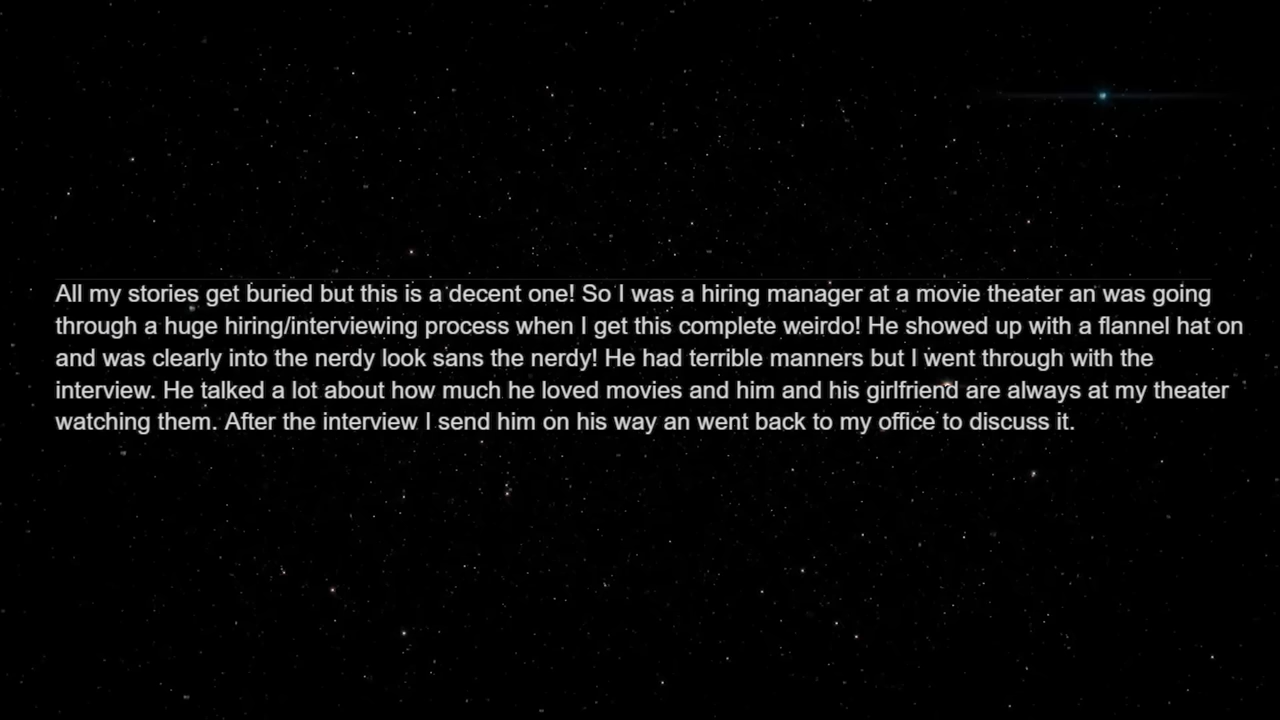 All my stories get buried but this is a decent one! So I was a hiring manager at a movie theater an was going
through a huge hiring/interviewing process when I get this complete weirdo! He showed up with a flannel hat on
and was clearly into the nerdy look sans the nerdy! He had terrible manners but I went through with the
interview. He talked a lot about how much he loved movies and him and his girlfriend are always at my theater
watching them. After the interview I send him on his way an went back to my office to discuss it.